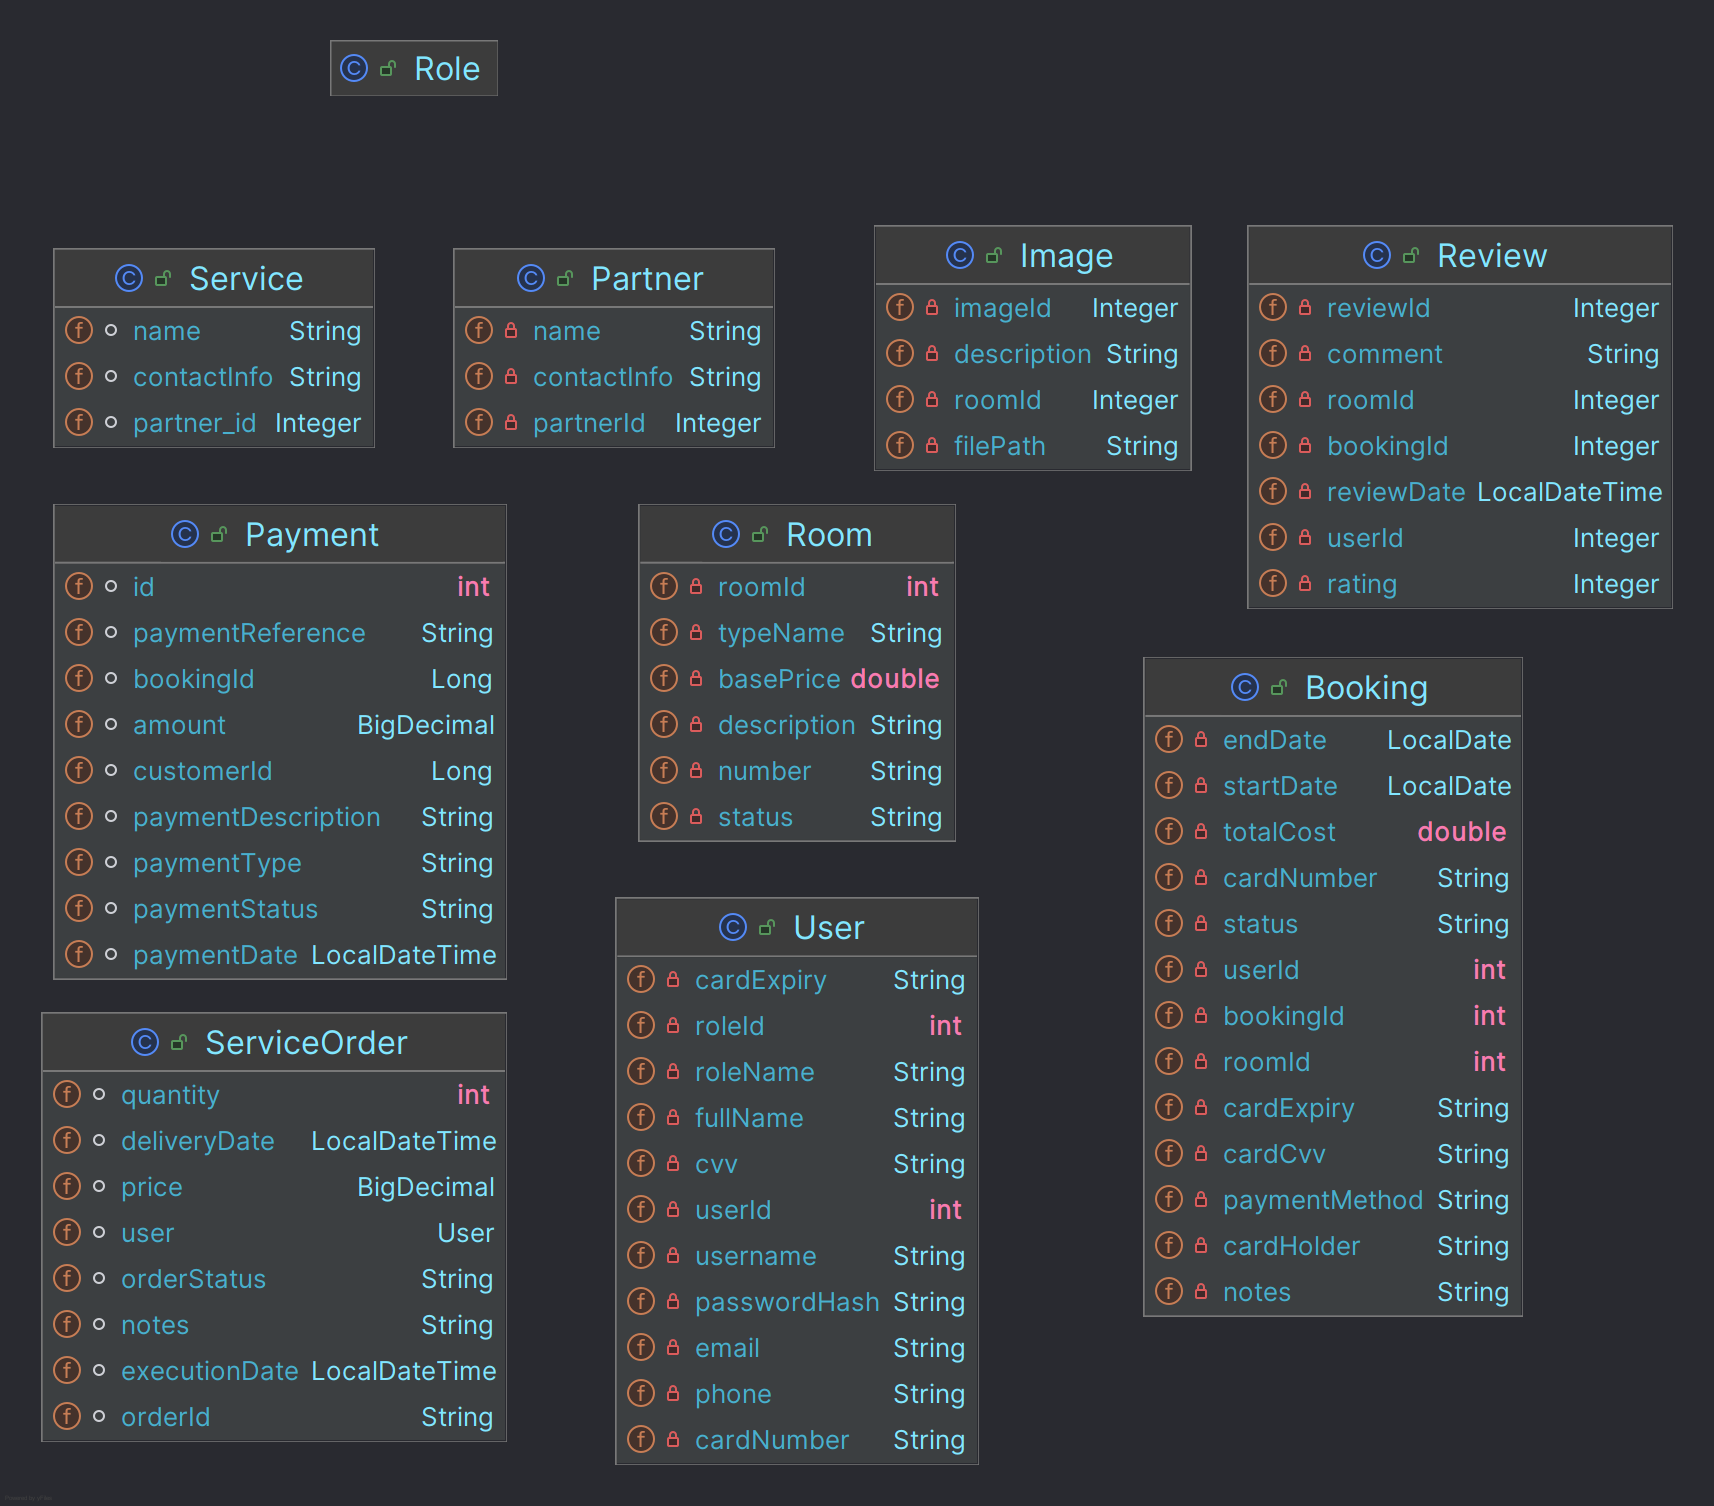 Role
Service
name String
contactInfo String
partner_id Integer
Partner
name String
contactInfo String
partnerId Integer
Image
imageId Integer
description String
roomId Integer
filePath String
Review
reviewId Integer
comment String
roomId Integer
bookingId Integer
reviewDate LocalDateTime
userId Integer
rating Integer
Payment
id int
paymentReference String
bookingId Long
amount BigDecimal
customerId Long
paymentDescription String
paymentType String
paymentStatus String
paymentDate LocalDateTime
Room
roomId int
typeName String
basePrice double
description String
number String
status String
Booking
endDate LocalDate
startDate LocalDate
totalCost double
cardNumber String
status String
userId int
bookingId int
roomId int
cardExpiry String
cardCvv String
paymentMethod String
cardHolder String
notes String
User
cardExpiry String
roleId int
roleName String
fullName String
cvv String
userId int
username String
passwordHash String
email String
phone String
cardNumber String
ServiceOrder
quantity int
deliveryDate LocalDateTime
price BigDecimal
user User
orderStatus String
notes String
executionDate LocalDateTime
orderId String